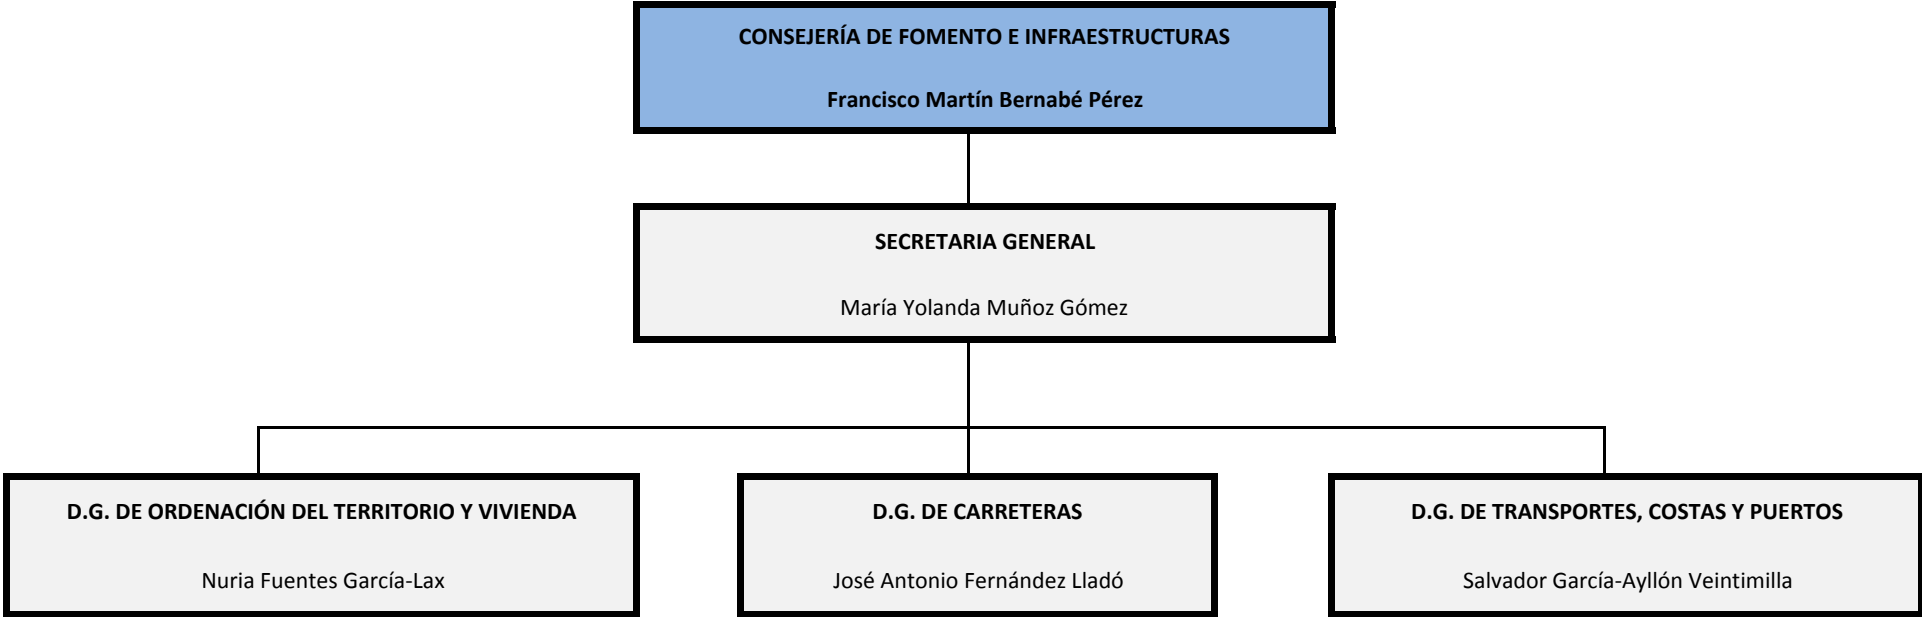 CONSEJERÍA DE FOMENTO E INFRAESTRUCTURAS
Francisco Martín Bernabé Pérez
SECRETARIA GENERAL
María Yolanda Muñoz Gómez
D.G. DE ORDENACIÓN DEL TERRITORIO Y VIVIENDA
Nuria Fuentes García-Lax
D.G. DE CARRETERAS
José Antonio Fernández Lladó
D.G. DE TRANSPORTES, COSTAS Y PUERTOS
Salvador García-Ayllón Veintimilla